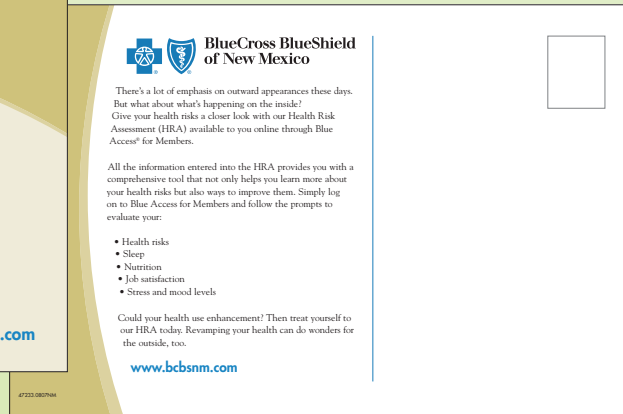 BlueCross BlueShield
of New Mexico
There's a lot of emphasis on outward appearances these days.
But what about what's happening on the inside?
Give your health risks a closer look with our Health Risk
Assessment (HRA) available to you online through Blue
Access® for Members.
All the information entered into the HRA provides you with a
comprehensive tool that not only helps you learn more about
your health risks but also ways to improve them. Simply log
on to Blue Access for Members and follow the prompts to
evaluate your:
• Health risks
• Sleep
• Nutrition
• Job satisfaction
• Stress and mood levels
Could your health use enhancement? Then treat yourself to
our HRA today. Revamping your health can do wonders for
the outside, too.
www.bcbsnm.com
.com
47233.0807NM